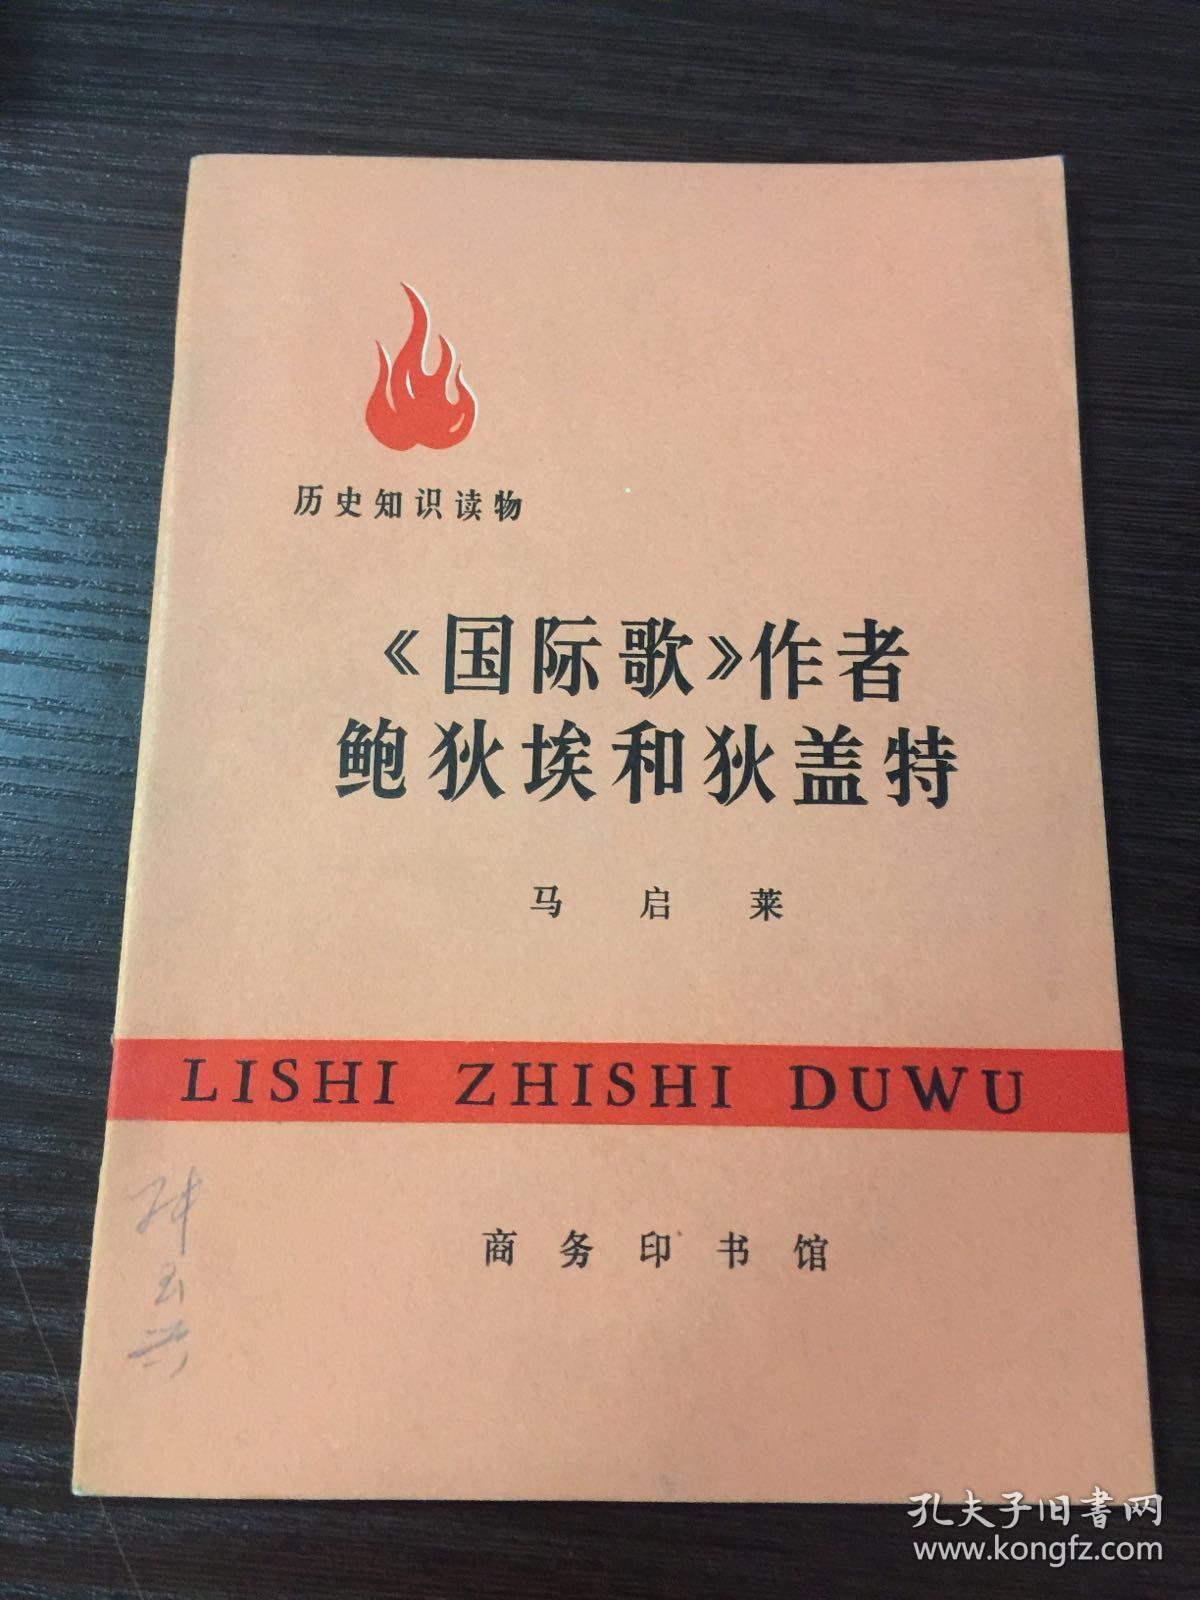 历史知识读物
《国际歌》作者
鲍狄埃和狄盖特
马启莱
LISHI ZHISHI DUWU
商务印书馆
孔夫子旧书网
www.kongfz.com